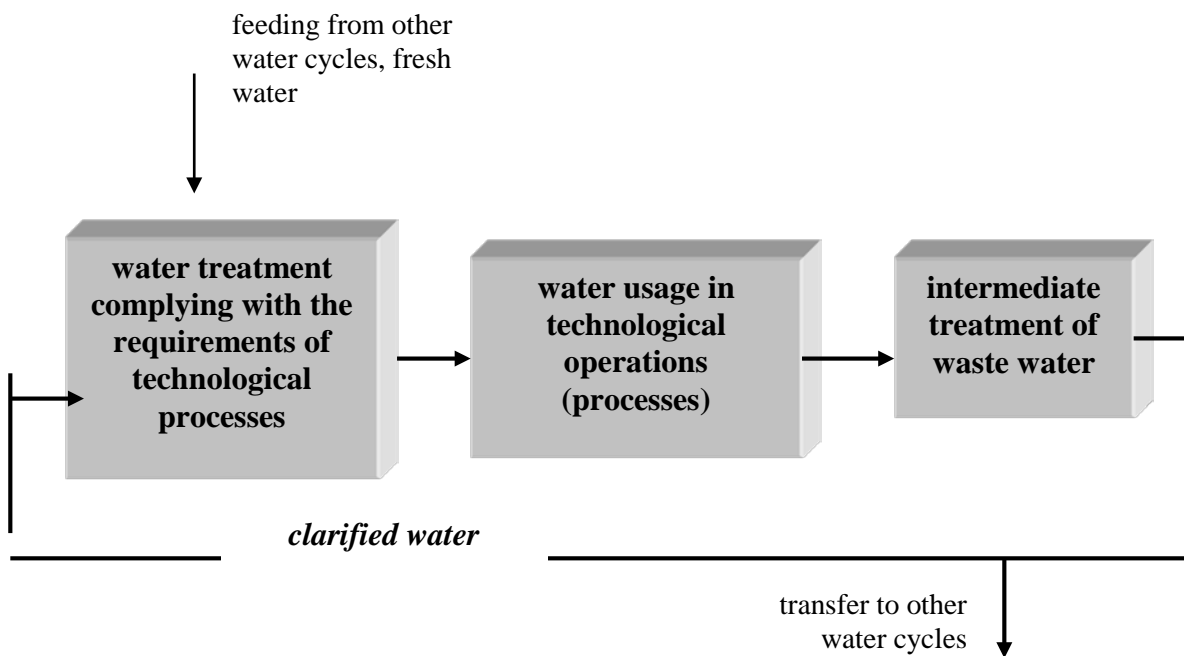 feeding from other
water cycles, fresh
water
water treatment
complying with the
requirements of
technological
processes
water usage in
technological
operations
(processes)
intermediate
treatment of
waste water
clarified water
transfer to other
water cycles